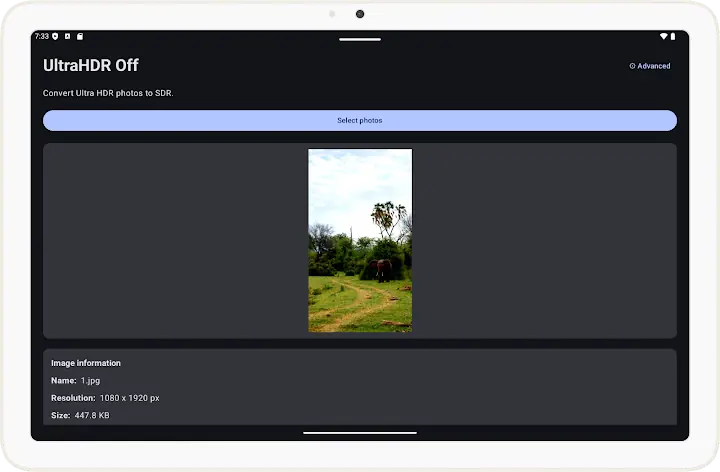 7:33
UltraHDR Off
Advanced
Convert Ultra HDR photos to SDR.
Select photos
Image information
Name: 1.jpg
Resolution: 1080 x 1920 px
Size: 447.8 KB